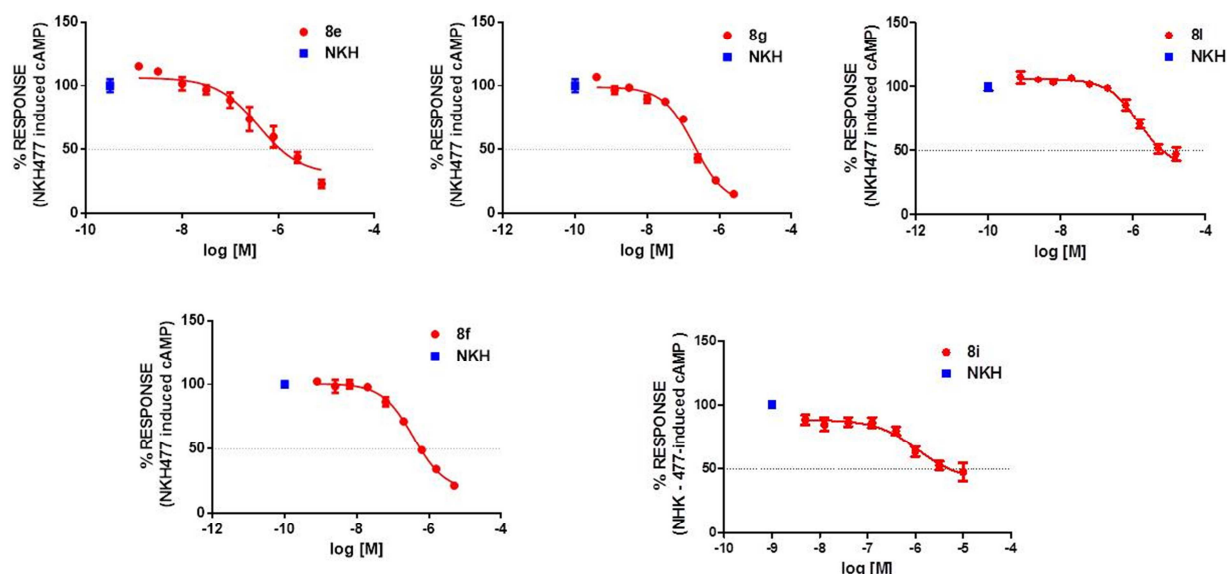 150
100
50
0
% RESPONSE
(NKH477 induced cAMP)
8e
NKH
-10
-8
-6
-4
log [M]
150
100
50
0
% RESPONSE
(NKH477 induced cAMP)
8g
NKH
-12
-10
-8
-6
-4
log [M]
150
100
50
0
% RESPONSE
(NKH477 induced cAMP)
8l
NKH
-12
-10
-8
-6
-4
log [M]
150
100
50
0
% RESPONSE
(NKH477 induced cAMP)
8f
NKH
-12
-10
-8
-6
-4
log [M]
150
100
50
0
% RESPONSE
(NHK - 477-induced cAMP )
8i
NKH
-10
-9
-8
-7
-6
-5
-4
log [M]